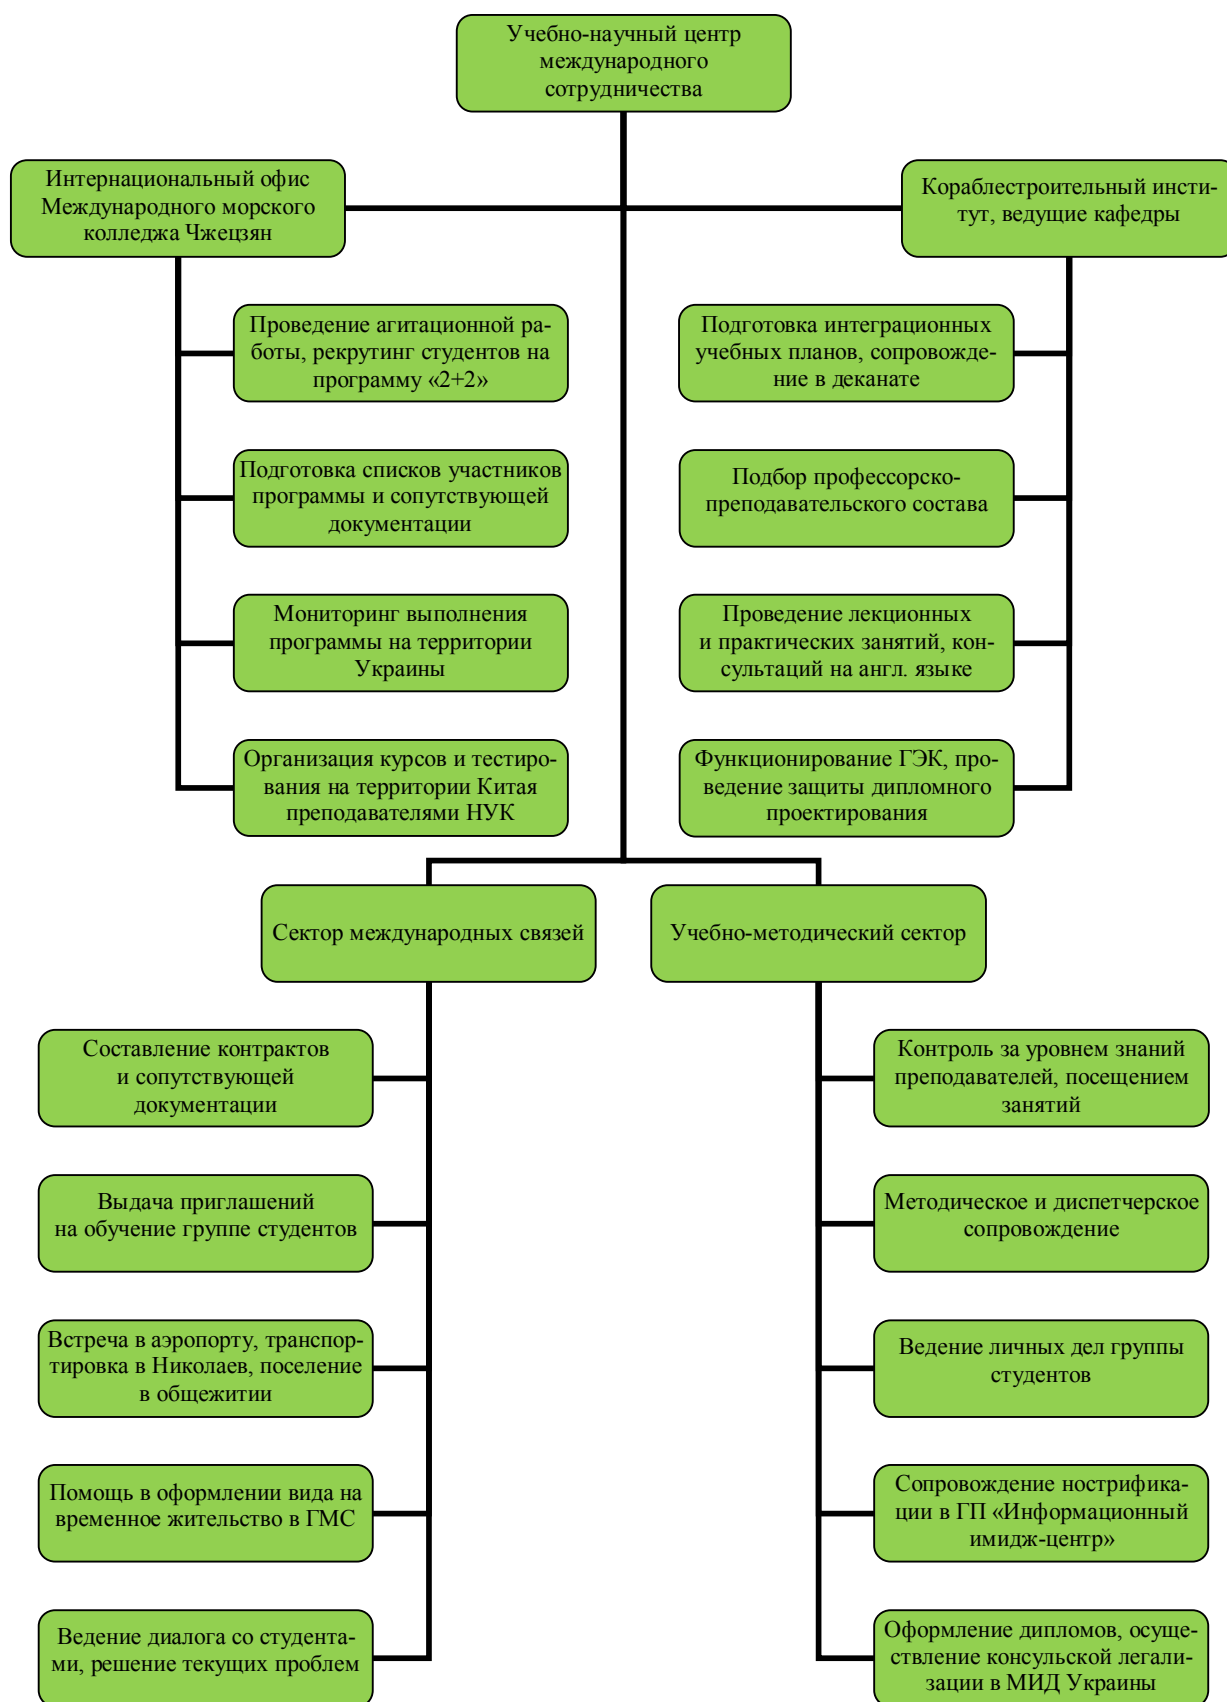 Учебно-научный центр
международного
сотрудничества
Интернациональный офис
Международного морского
колледжа Чжецзян
Кораблестроительный инсти-
тут, ведущие кафедры
Проведение агитационной ра-
боты, рекрутинг студентов на
программу «2+2»
Подготовка списков участников
программы и сопутствующей
документации
Мониторинг выполнения
программы на территории
Украины
Организация курсов и тестиро-
вания на территории Китая
преподавателями НУК
Подготовка интеграционных
учебных планов, сопровожде-
ние в деканате
Подбор профессорско-
преподавательского состава
Проведение лекционных
и практических занятий, кон-
сультаций на англ. языке
Функционирование ГЭК, про-
ведение защиты дипломного
проектирования
Сектор международных связей
Учебно-методический сектор
Составление контрактов
и сопутствующей
документации
Выдача приглашений
на обучение группе студентов
Встреча в аэропорту, транспор-
тировка в Николаев, поселение
в общежитии
Помощь в оформлении вида на
временное жительство в ГМС
Ведение диалога со студента-
ми, решение текущих проблем
Контроль за уровнем знаний
преподавателей, посещением
занятий
Методическое и диспетчерское
сопровождение
Ведение личных дел группы
студентов
Сопровождение нострифика-
ции в ГП «Информационный
имидж-центр»
Оформление дипломов, осуще-
ствление консульской легали-
зации в МИД Украины